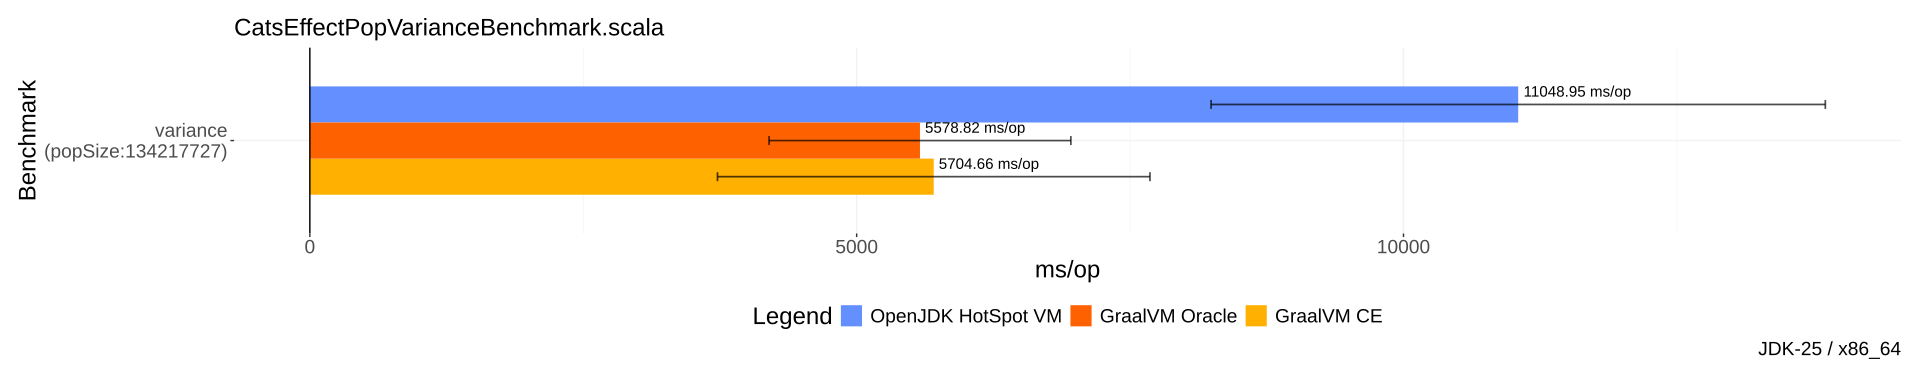 CatsEffectPopVarianceBenchmark.scala
Benchmark
variance
(popSize:134217727)
11048.95 ms/op
5578.82 ms/op
5704.66 ms/op
0 5000 10000
ms/op
Legend OpenJDK HotSpot VM GraalVM Oracle GraalVM CE
JDK-25 / x86_64